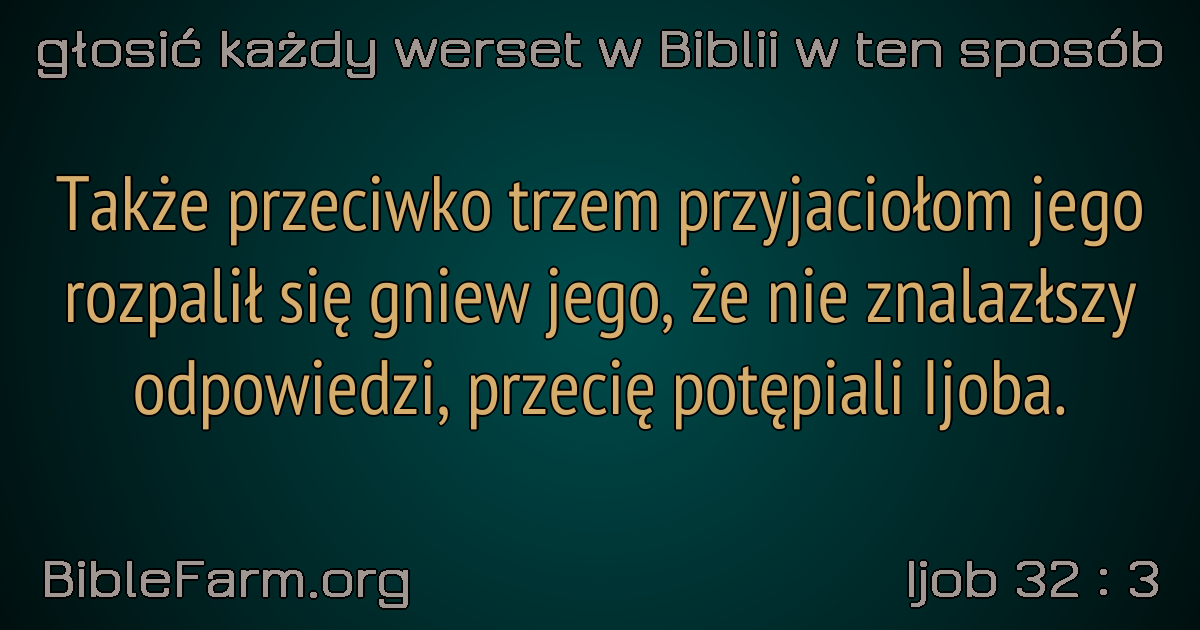 głosić każdy werset w Biblii w ten sposób
Także przeciwko trzem przyjaciołom jego
rozpalił się gniew jego, że nie znalazłszy
odpowiedzi, przecię potępiali Ijoba.
BibleFarm.org
Ijob 32 : 3